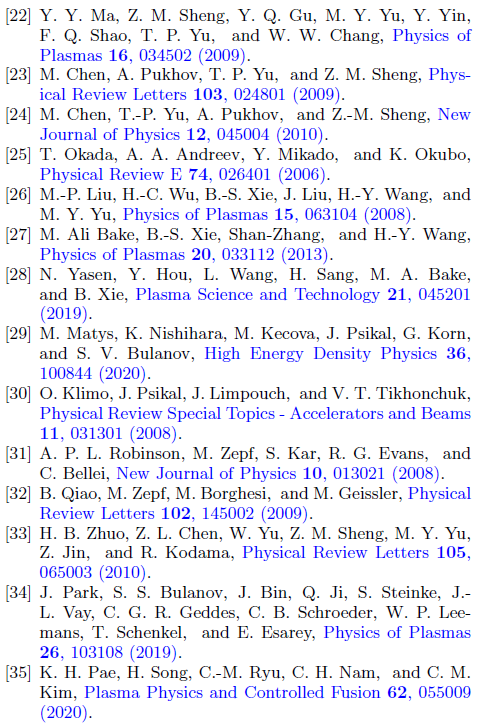 [22] Y. Y. Ma, Z. M. Sheng, Y. Q. Gu, M. Y. Yu, Y. Yin,
F. Q. Shao, T. P. Yu, and W. W. Chang, Physics of
Plasmas 16, 034502 (2009).
[23] M. Chen, A. Pukhov, T. P. Yu, and Z. M. Sheng, Phys-
ical Review Letters 103, 024801 (2009).
[24] M. Chen, T.-P. Yu, A. Pukhov, and Z.-M. Sheng, New
Journal of Physics 12, 045004 (2010).
[25] T. Okada, A. A. Andreev, Y. Mikado, and K. Okubo,
Physical Review E 74, 026401 (2006).
[26] M.-P. Liu, H.-C. Wu, B.-S. Xie, J. Liu, H.-Y. Wang, and
M. Y. Yu, Physics of Plasmas 15, 063104 (2008).
[27] M. Ali Bake, B.-S. Xie, Shan-Zhang, and H.-Y. Wang,
Physics of Plasmas 20, 033112 (2013).
[28] N. Yasen, Y. Hou, L. Wang, H. Sang, M. A. Bake,
and B. Xie, Plasma Science and Technology 21, 045201
(2019).
[29] M. Matys, K. Nishihara, M. Kecova, J. Psikal, G. Korn,
and S. V. Bulanov, High Energy Density Physics 36,
100844 (2020).
[30] O. Klimo, J. Psikal, J. Limpouch, and V. T. Tikhonchuk,
Physical Review Special Topics - Accelerators and Beams
11, 031301 (2008).
[31] A. P. L. Robinson, M. Zepf, S. Kar, R. G. Evans, and
C. Bellei, New Journal of Physics 10, 013021 (2008).
[32] B. Qiao, M. Zepf, M. Borghesi, and M. Geissler, Physical
Review Letters 102, 145002 (2009).
[33] H. B. Zhuo, Z. L. Chen, W. Yu, Z. M. Sheng, M. Y. Yu,
Z. Jin, and R. Kodama, Physical Review Letters 105,
065003 (2010).
[34] J. Park, S. S. Bulanov, J. Bin, Q. Ji, S. Steinke, J.-
L. Vay, C. G. R. Geddes, C. B. Schroeder, W. P. Lee-
mans, T. Schenkel, and E. Esarey, Physics of Plasmas
26, 103108 (2019).
[35] K. H. Pae, H. Song, C.-M. Ryu, C. H. Nam, and C. M.
Kim, Plasma Physics and Controlled Fusion 62, 055009
(2020).